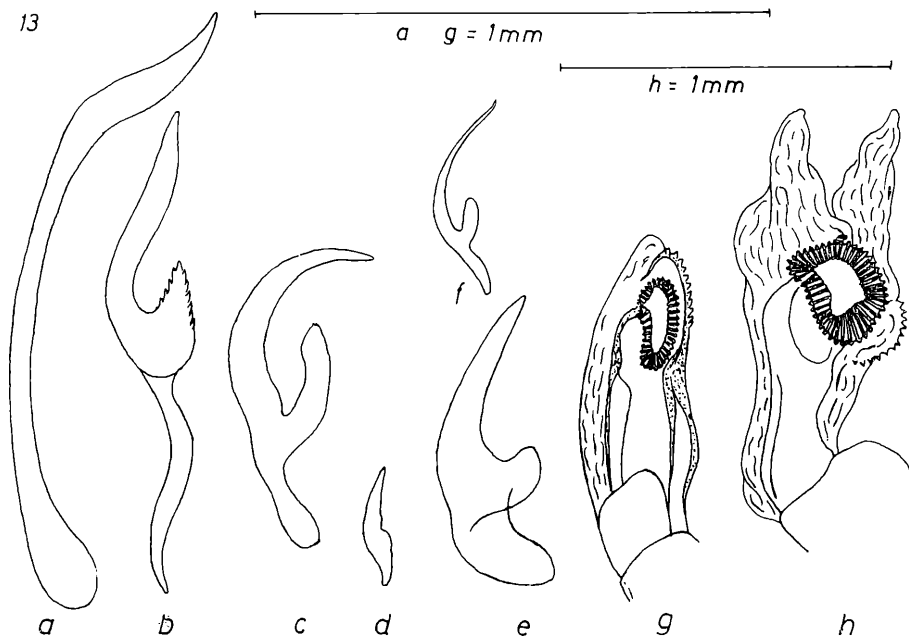 13
a g = 1mm
h = 1mm
f
a b c d e g h